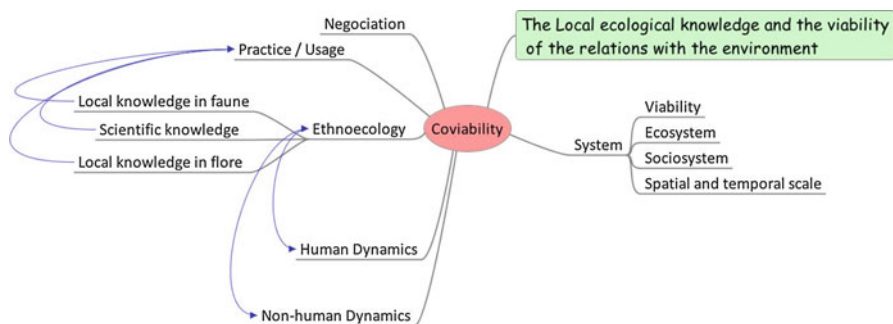 Negociation
The Local ecological knowledge and the viability
of the relations with the environment
Practice / Usage
Local knowledge in faune
Scientific knowledge
Local knowledge in flore
Ethnoecology
Coviability
System
Viability
Ecosystem
Sociosystem
Spatial and temporal scale
Human Dynamics
Non-human Dynamics